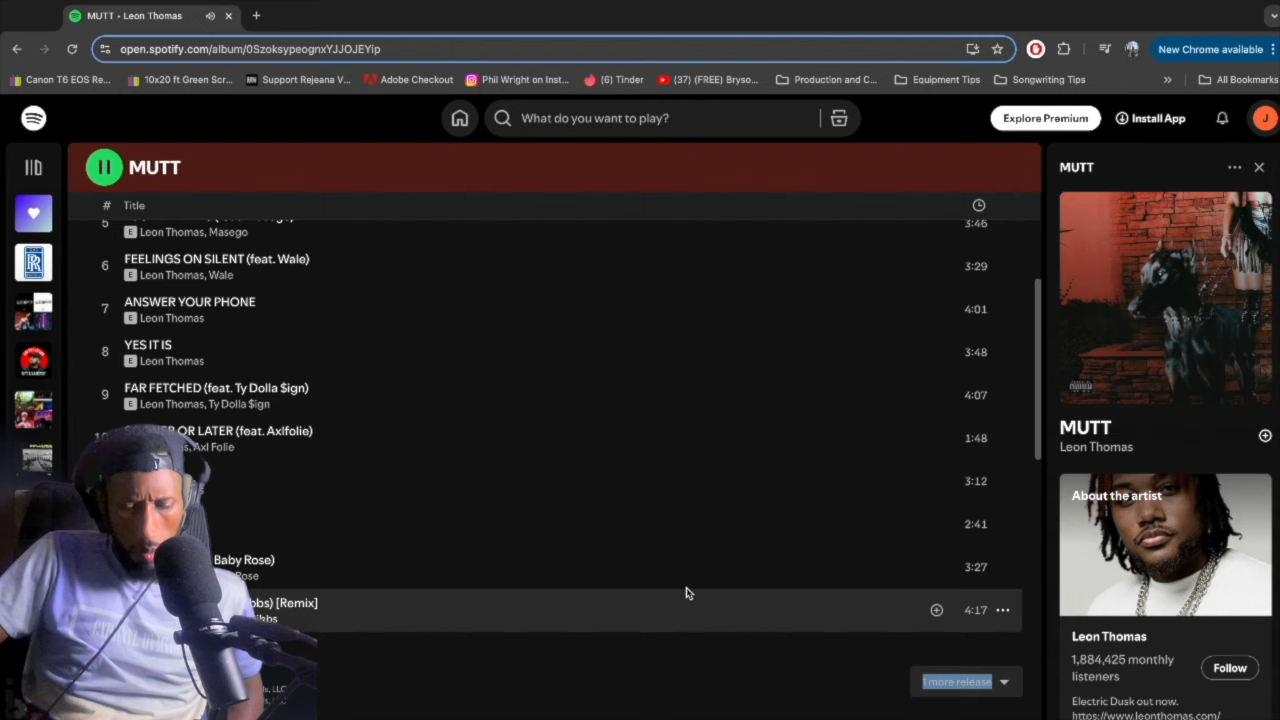 MUTT • Leon Thomas
open.spotify.com/album/0SzoksypeognxYJJOJEYip
New Chrome available
Canon T6 EOS Re...
10x20 ft Green Scr...
Support Rejeana V...
Adobe Checkout
Phil Wright on Inst...
(6) Tinder
(37) (FREE) Bryso...
Production and C...
Equipment Tips
Songwriting Tips
»
All Bookmarks
What do you want to play?
Explore Premium
Install App
J
MUTT
# Title
5
3:46
E Leon Thomas, Masego
6 FEELINGS ON SILENT (feat. Wale) 3:29
E Leon Thomas, Wale
7 ANSWER YOUR PHONE 4:01
E Leon Thomas
8 YES IT IS 3:48
E Leon Thomas
9 FAR FETCHED (feat. Ty Dolla $ign) 4:07
E Leon Thomas, Ty Dolla $ign
OR LATER (feat. Axlfolie) 1:48
Axl Folie
3:12
2:41
Baby Rose) 3:27
Rose
[Remix] 4:17
1 more release
MUTT
MUTT
Leon Thomas
About the artist
Leon Thomas
1,884,425 monthly
listeners
Follow
Electric Dusk out now.
https://www.leonthomas.com/